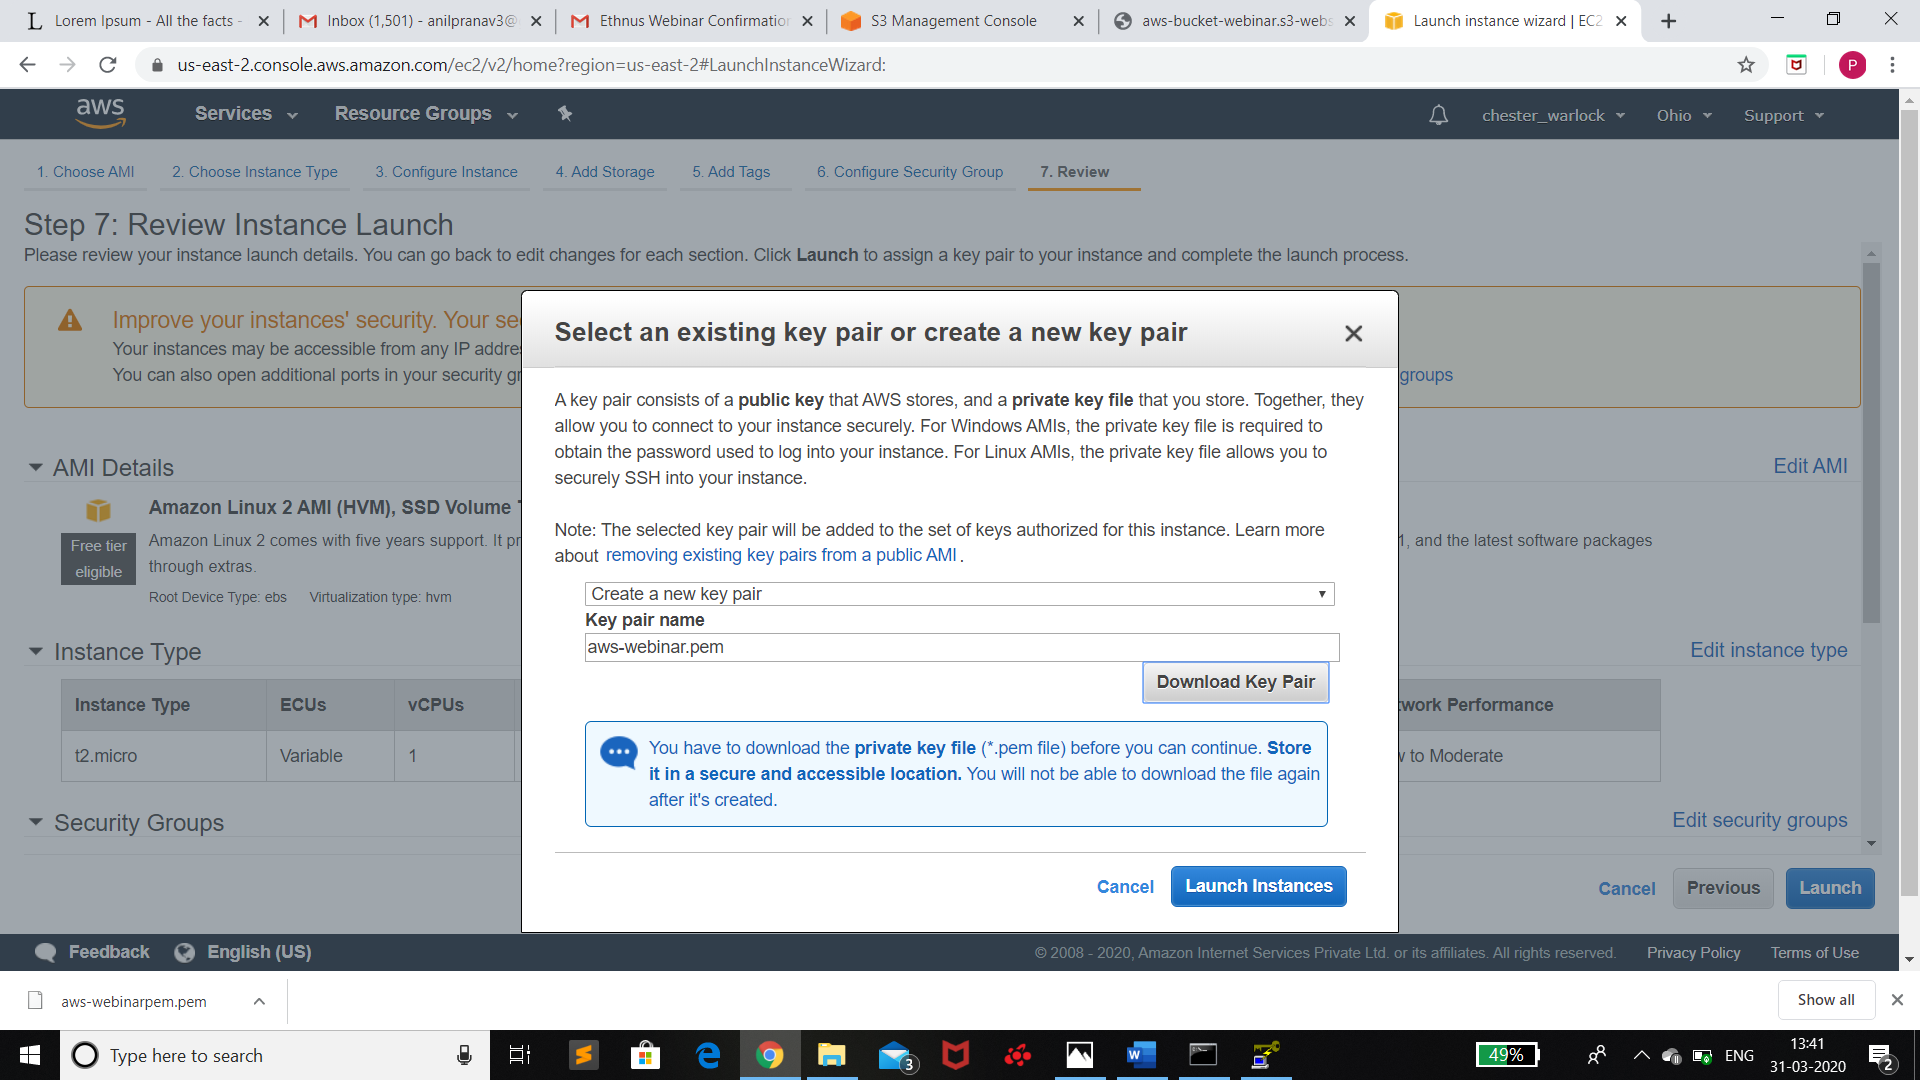 Lorem Ipsum - All the facts -
Inbox (1,501) - anilpranav3@
Ethnus Webinar Confirmation
S3 Management Console
aws-bucket-webinar.s3-webs
Launch instance wizard | EC2
us-east-2.console.aws.amazon.com/ec2/v2/home?region=us-east-2#LaunchInstanceWizard:
P
aws
Services
Resource Groups
chester_warlock
Ohio
Support
1. Choose AMI
2. Choose Instance Type
3. Configure Instance
4. Add Storage
5. Add Tags
6. Configure Security Group
7. Review
Step 7: Review Instance Launch
Please review your instance launch details. You can go back to edit changes for each section. Click Launch to assign a key pair to your instance and complete the launch process.
Improve your instances' security. Your se
Your instances may be accessible from any IP addre
You can also open additional ports in your security gr
groups
AMI Details
Edit AMI
Amazon Linux 2 AMI (HVM), SSD Volume T
Free tier
eligible
Amazon Linux 2 comes with five years support. It pr
1, and the latest software packages
through extras.
Root Device Type: ebs
Virtualization type: hvm
Instance Type
Edit instance type
Instance Type
ECUs
vCPUs
work Performance
t2.micro
Variable
1
to Moderate
Security Groups
Edit security groups
Cancel
Previous
Launch
Select an existing key pair or create a new key pair
A key pair consists of a public key that AWS stores, and a private key file that you store. Together, they
allow you to connect to your instance securely. For Windows AMIs, the private key file is required to
obtain the password used to log into your instance. For Linux AMIs, the private key file allows you to
securely SSH into your instance.
Note: The selected key pair will be added to the set of keys authorized for this instance. Learn more
about removing existing key pairs from a public AMI .
Create a new key pair
Key pair name
aws-webinar.pem
Download Key Pair
You have to download the private key file (*.pem file) before you can continue. Store
it in a secure and accessible location. You will not be able to download the file again
after it's created.
Cancel
Launch Instances
Feedback
English (US)
© 2008 - 2020, Amazon Internet Services Private Ltd. or its affiliates. All rights reserved.
Privacy Policy
Terms of Use
aws-webinarpem.pem
Show all
Type here to search
3
49%
ENG
13:41
31-03-2020
2